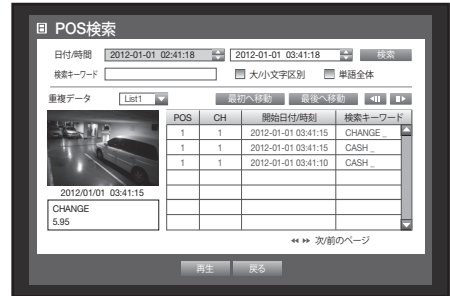 POS検索
日付/時間 2012-01-01 02:41:18 2012-01-01 03:41:18 検索
検索キーワード 大/小文字区別 単語全体
重複データ List1 最初へ移動 最後へ移動
POS CH 開始日付/時刻 検索キーワード
1 1 2012-01-01 03:41:15 CHANGE _
1 1 2012-01-01 03:41:15 CASH _
1 1 2012-01-01 03:41:10 CASH _
2012/01/01 03:41:15
CHANGE
5.95
次/前のページ
再生 戻る